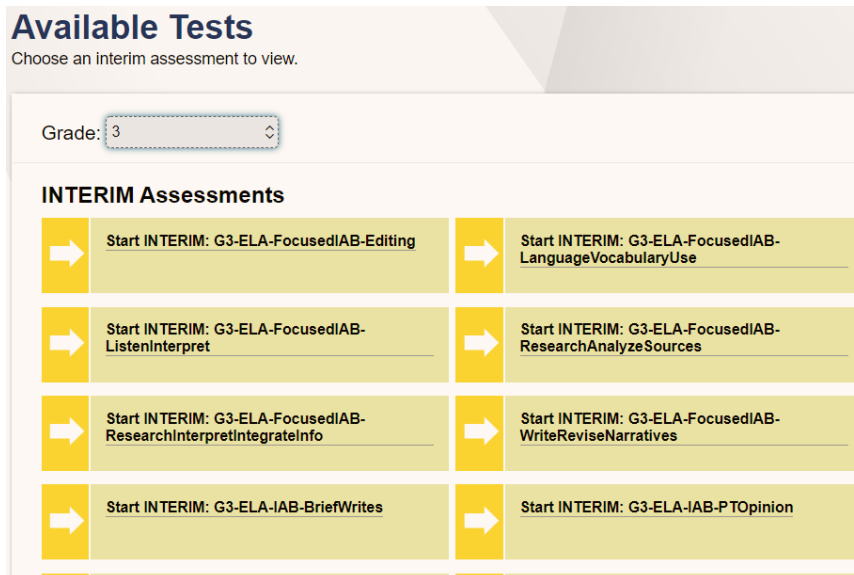 Available Tests
Choose an interim assessment to view.
Grade: 3
INTERIM Assessments
Start INTERIM: G3-ELA-FocusedIAB-Editing
Start INTERIM: G3-ELA-FocusedIAB-
LanguageVocabularyUse
Start INTERIM: G3-ELA-FocusedIAB-
ListenInterpret
Start INTERIM: G3-ELA-FocusedIAB-
ResearchAnalyzeSources
Start INTERIM: G3-ELA-FocusedIAB-
ResearchInterpretIntegrateInfo
Start INTERIM: G3-ELA-FocusedIAB-
WriteReviseNarratives
Start INTERIM: G3-ELA-IAB-BriefWrites
Start INTERIM: G3-ELA-IAB-PTOpinion